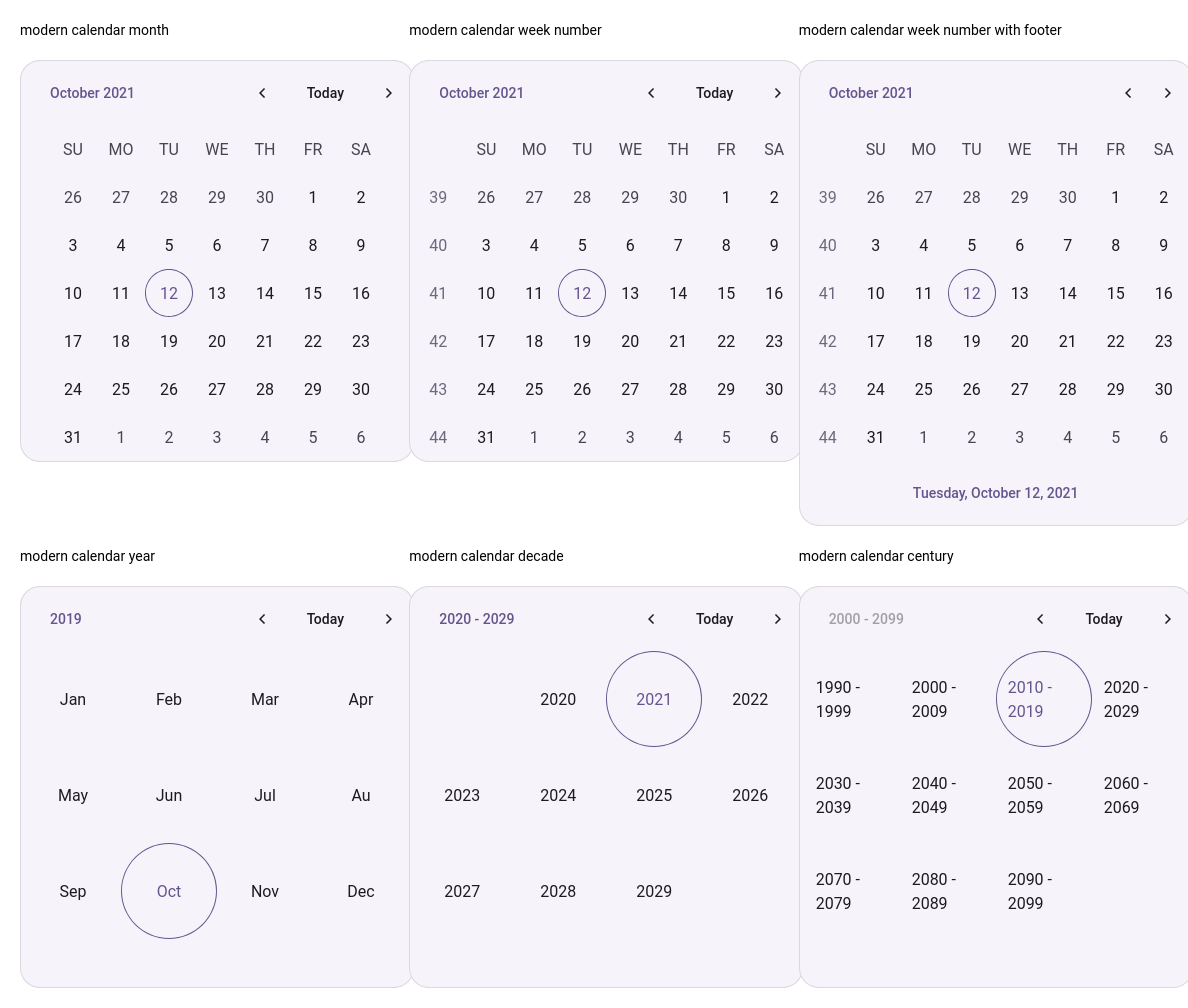 modern calendar month
October 2021 Today
SU MO TU WE TH FR SA
26 27 28 29 30 1 2
3 4 5 6 7 8 9
10 11 12 13 14 15 16
17 18 19 20 21 22 23
24 25 26 27 28 29 30
31 1 2 3 4 5 6
modern calendar week number
October 2021 Today
SU MO TU WE TH FR SA
39 26 27 28 29 30 1 2
40 3 4 5 6 7 8 9
41 10 11 12 13 14 15 16
42 17 18 19 20 21 22 23
43 24 25 26 27 28 29 30
44 31 1 2 3 4 5 6
modern calendar week number with footer
October 2021
SU MO TU WE TH FR SA
39 26 27 28 29 30 1 2
40 3 4 5 6 7 8 9
41 10 11 12 13 14 15 16
42 17 18 19 20 21 22 23
43 24 25 26 27 28 29 30
44 31 1 2 3 4 5 6
Tuesday, October 12, 2021
modern calendar year
2019 Today
Jan Feb Mar Apr
May Jun Jul Au
Sep Oct Nov Dec
modern calendar decade
2020 - 2029 Today
2020 2021 2022
2023 2024 2025 2026
2027 2028 2029
modern calendar century
2000 - 2099 Today
1990 - 2000 - 2010 - 2020 -
1999 2009 2019 2029
2030 - 2040 - 2050 - 2060 -
2039 2049 2059 2069
2070 - 2080 - 2090 -
2079 2089 2099